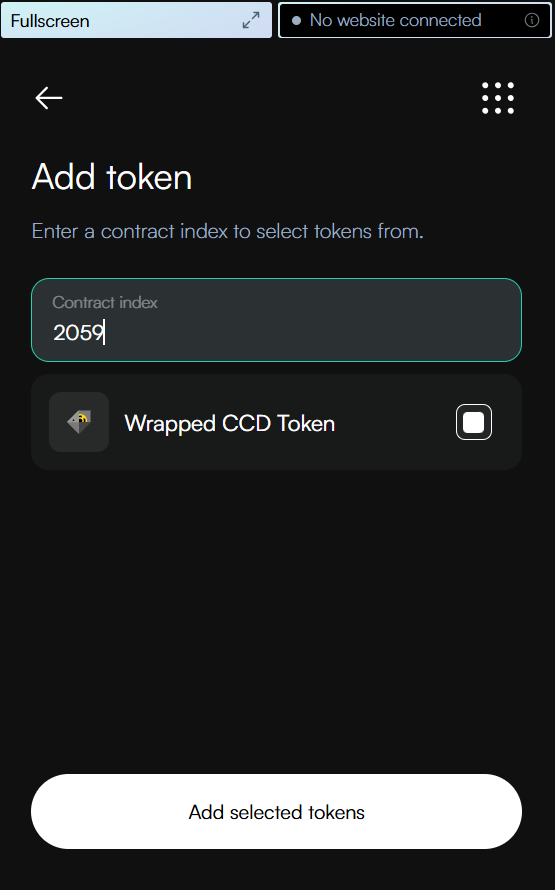 Fullscreen
No website connected
Add token
Enter a contract index to select tokens from.
Contract index
2059
Wrapped CCD Token
Add selected tokens